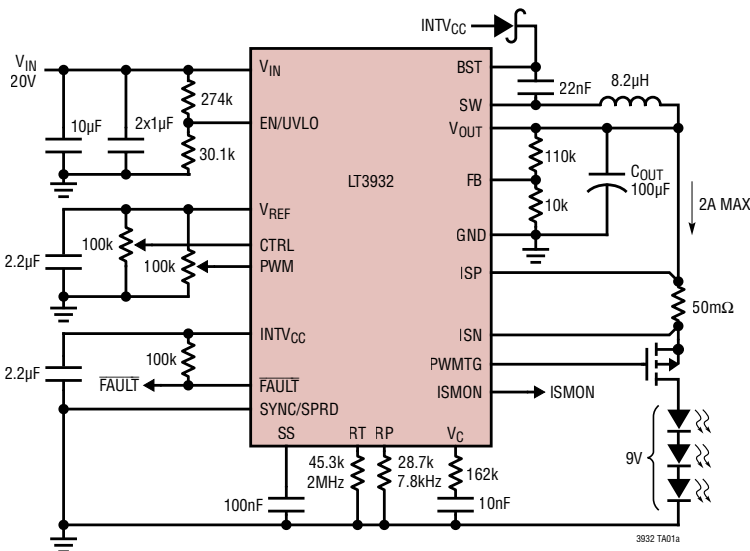 INTVCC
VIN
20V
VIN
BST
274k
22nF
8.2µH
SW
10µF
2x1µF
EN/UVLO
VOUT
30.1k
110k
COUT
100µF
LT3932
FB
2A MAX
10k
VREF
GND
100k
CTRL
2.2µF
100k
PWM
ISP
50mΩ
INTVCC
ISN
100k
2.2µF
PWMTG
FAULT
FAULT
ISMON
ISMON
SYNC/SPRD
SS
RT
RP
VC
9V
45.3k
2MHz
28.7k
7.8kHz
162k
100nF
10nF
3932 TA01a